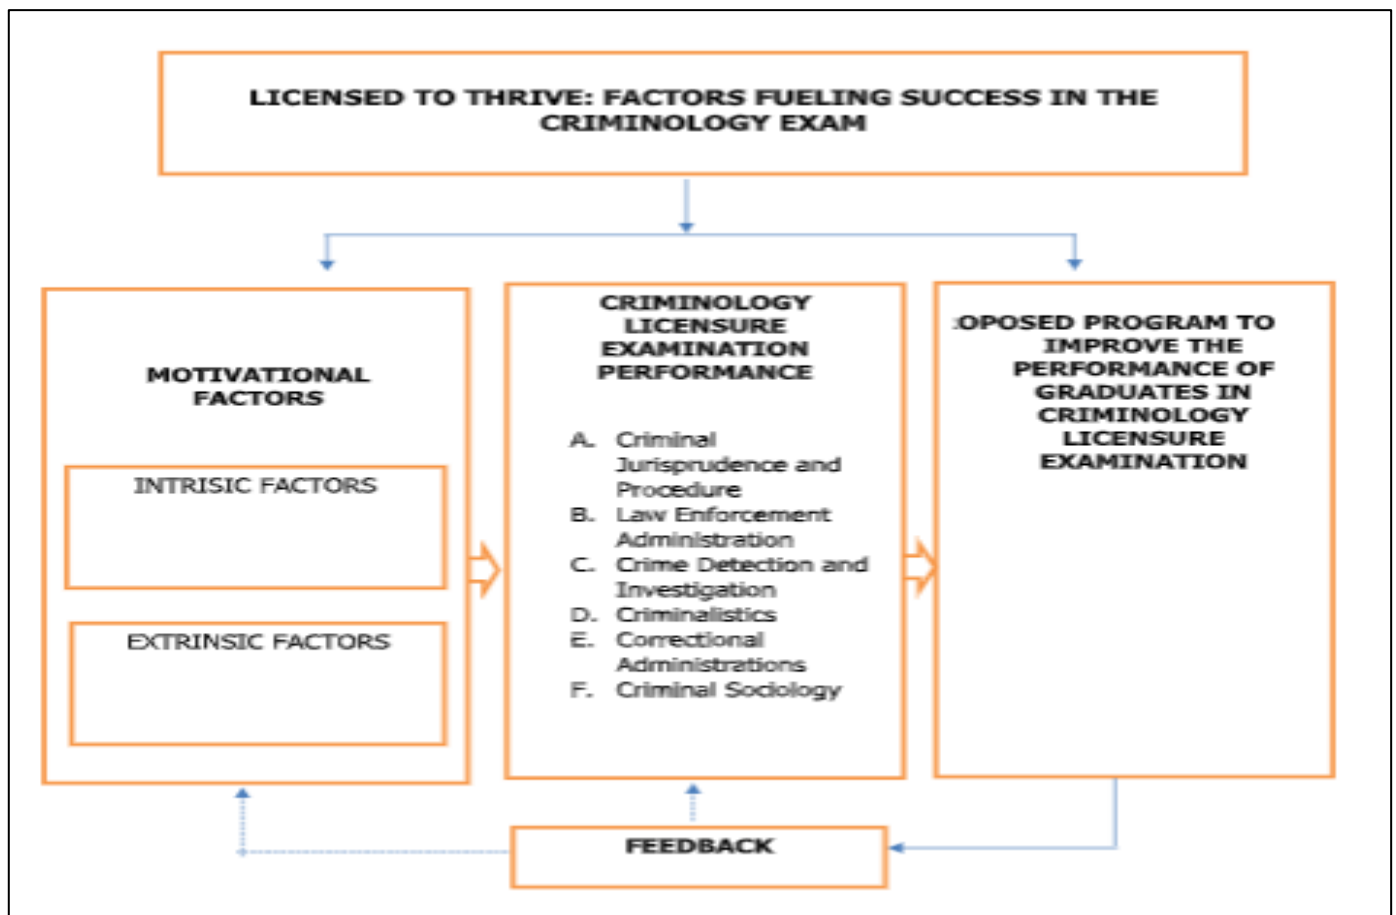 LICENSED TO THRIVE: FACTORS FUELING SUCCESS IN THE
CRIMINOLOGY EXAM
MOTIVATIONAL
FACTORS
INTRISIC FACTORS
EXTRINSIC FACTORS
CRIMINOLOGY
LICENSURE
EXAMINATION
PERFORMANCE
A. Criminal
Jurisprudence and
Procedure
B. Law Enforcement
Administration
C. Crime Detection and
Investigation
D. Criminalistics
E. Correctional
Administrations
F. Criminal Sociology
OPOSED PROGRAM TO
IMPROVE THE
PERFORMANCE OF
GRADUATES IN
CRIMINOLOGY
LICENSURE
EXAMINATION
FEEDBACK